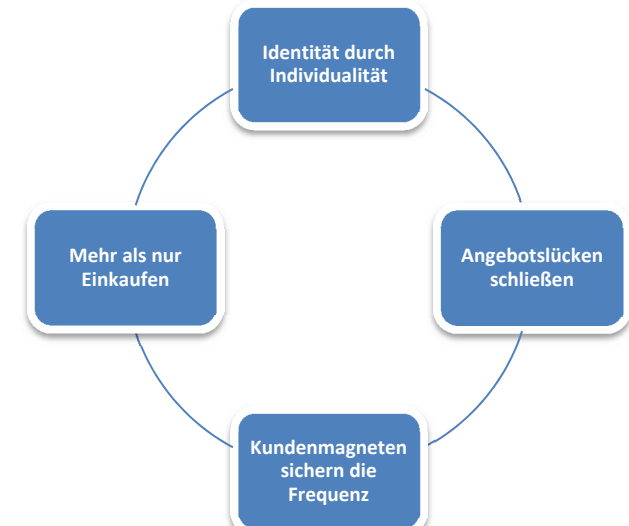 Identität durch
Individualität
Mehr als nur
Einkaufen
Angebotslücken
schließen
Kundenmagneten
sichern die
Frequenz